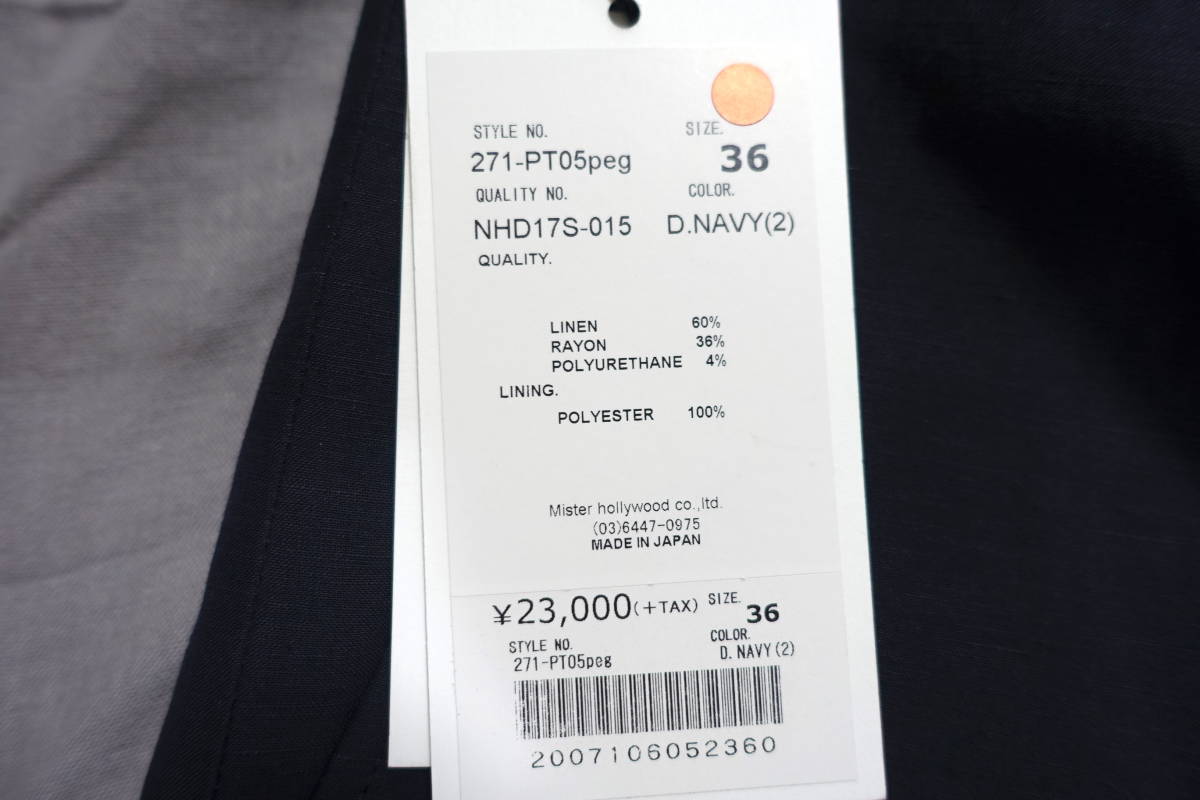 STYLE NO. SIZE.
271-PT05peg 36
QUALITY NO. COLOR.
NHD17S-015 D.NAVY(2)
QUALITY.
LINEN 60%
RAYON 36%
POLYURETHANE 4%
LINING.
POLYESTER 100%
Mister hollywood co.,ltd.
(03)6447-0975
MADE IN JAPAN
¥23,000(+TAX) SIZE. 36
STYLE NO. COLOR.
271-PT05peg D. NAVY(2)
2007106052360